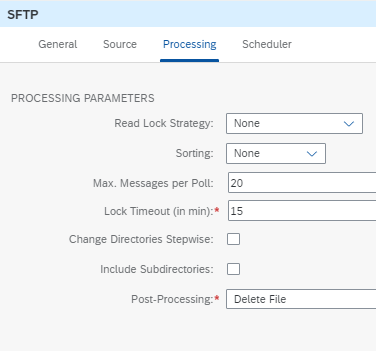 SFTP
General Source Processing Scheduler
PROCESSING PARAMETERS
Read Lock Strategy: None
Sorting: None
Max. Messages per Poll: 20
Lock Timeout (in min):* 15
Change Directories Stepwise:
Include Subdirectories:
Post-Processing:* Delete File